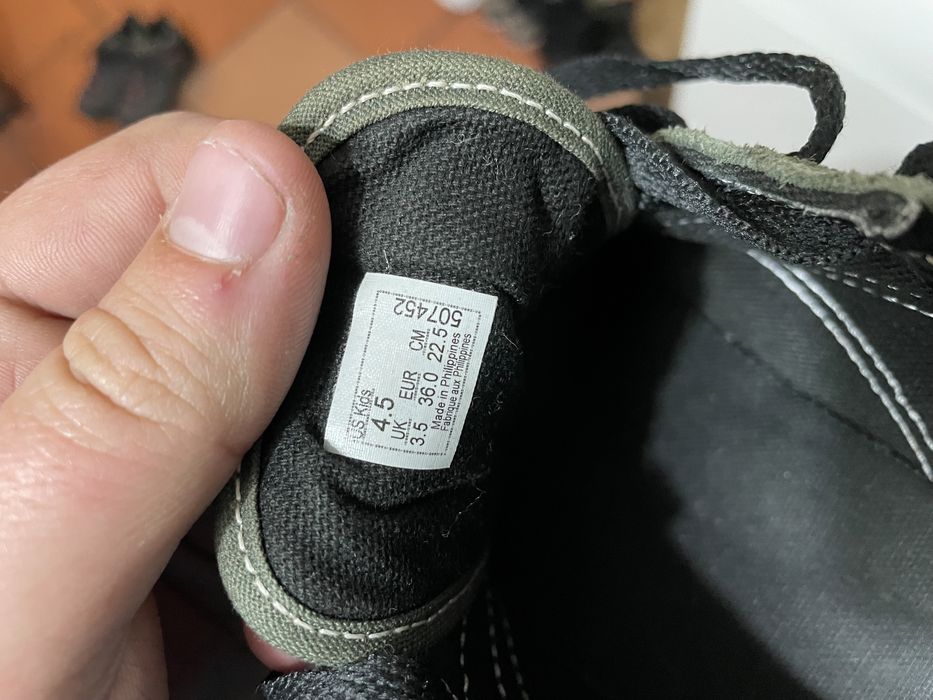 507452
US Kids
4.5
UK EUR CM
3.5 36.0 22.5
Made in Philippines
Fabriqué aux Philippines